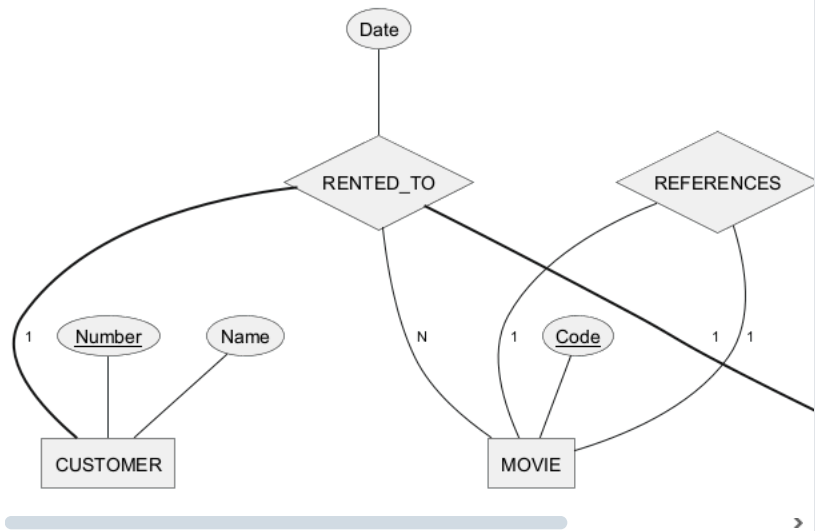 Date
RENTED_TO
REFERENCES
1
Number
Name
N
1
Code
1
1
CUSTOMER
MOVIE